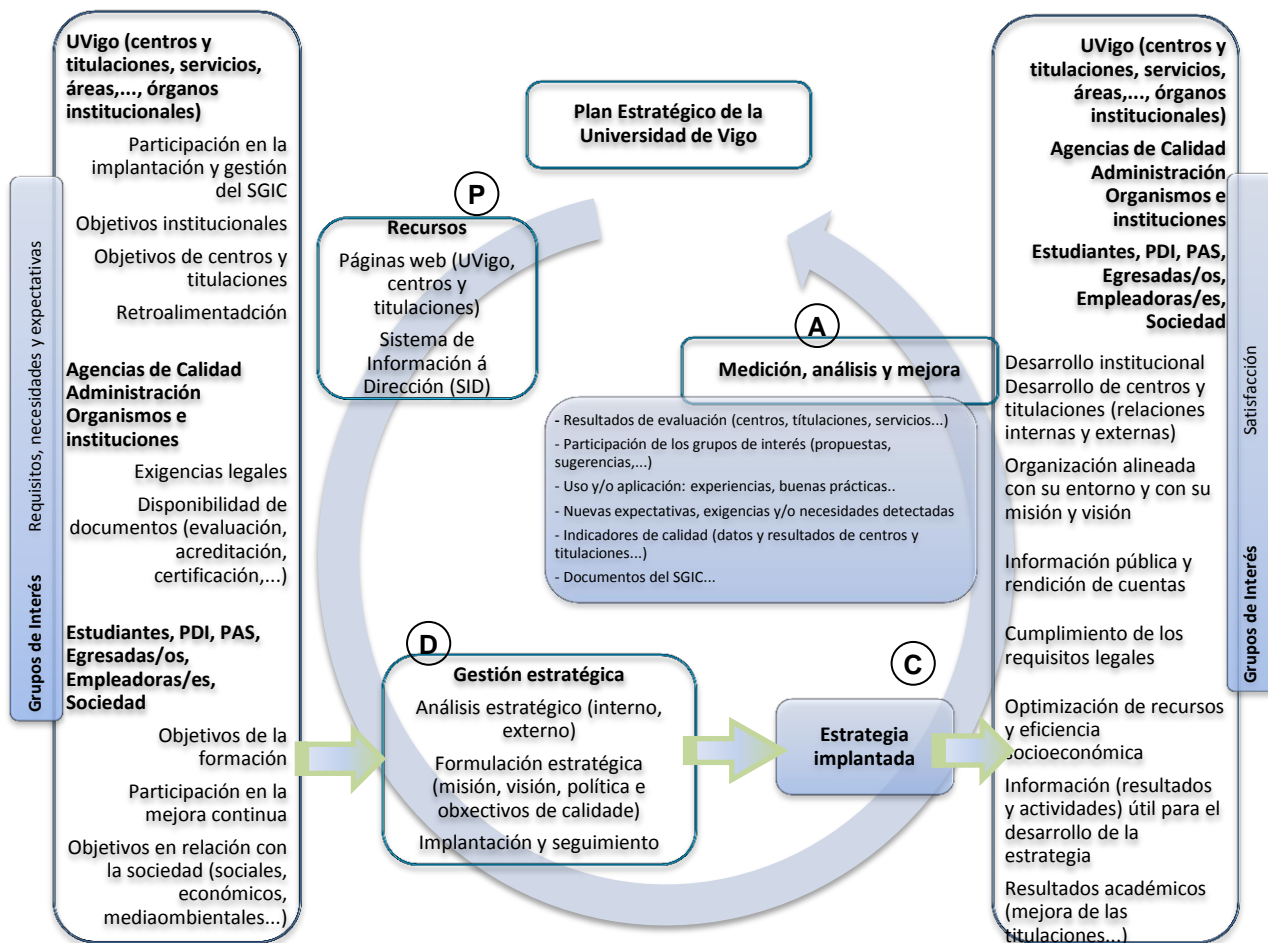 UVigo (centros y
titulaciones, servicios,
áreas,..., órganos
institucionales)
Participación en la
implantación y gestión
del SGIC
Objetivos institucionales
Objetivos de centros y
titulaciones
Retroalimentadción
Agencias de Calidad
Administración
Organismos e
instituciones
Exigencias legales
Disponibilidad de
documentos (evaluación,
acreditación,
certificación,...)
Estudiantes, PDI, PAS,
Egresadas/os,
Empleadoras/es,
Sociedad
Objetivos de la
formación
Participación en la
mejora continua
Objetivos en relación con
la sociedad (sociales,
económicos,
mediaombientales...)
Grupos de Interés Requisitos, necesidades y expectativas
Plan Estratégico de la
Universidad de Vigo
P
Recursos
Páginas web (UVigo,
centros y
titulaciones)
Sistema de
Información á
Dirección (SID)
A
Medición, análisis y mejora
- Resultados de evaluación (centros, títulaciones, servicios...)
- Participación de los grupos de interés (propuestas,
sugerencias,...)
- Uso y/o aplicación: experiencias, buenas prácticas..
- Nuevas expectativas, exigencias y/o necesidades detectadas
- Indicadores de calidad (datos y resultados de centros y
titulaciones...)
- Documentos del SGIC...
D
Gestión estratégica
Análisis estratégico (interno,
externo)
Formulación estratégica
(misión, visión, política e
obxectivos de calidade)
Implantación y seguimiento
C
Estrategia
implantada
UVigo (centros y
titulaciones, servicios,
áreas,..., órganos
institucionales)
Agencias de Calidad
Administración
Organismos e
instituciones
Estudiantes, PDI, PAS,
Egresadas/os,
Empleadoras/es,
Sociedad
Desarrollo institucional
Desarrollo de centros y
titulaciones (relaciones
internas y externas)
Organización alineada
con su entorno y con su
misión y visión
Información pública y
rendición de cuentas
Cumplimiento de los
requisitos legales
Optimización de recursos
y eficiencia
socioeconómica
Información (resultados
y actividades) útil para el
desarrollo de la
estrategia
Resultados académicos
(mejora de las
titulaciones...)
Grupos de Interés Satisfacción